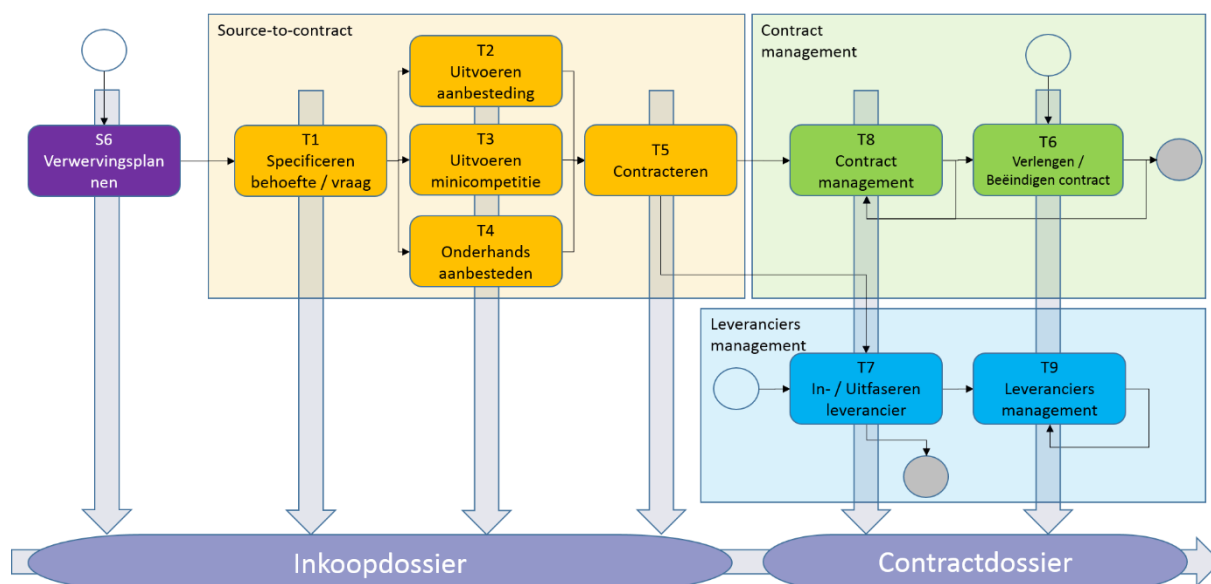 Source-to-contract
Contract
management
S6
Verwervingsplan
nen
T1
Specificeren
behoefte / vraag
T2
Uitvoeren
aanbesteding
T3
Uitvoeren
minicompetitie
T4
Onderhands
aanbesteden
T5
Contracteren
T8
Contract
management
T6
Verlengen /
Beëindigen contract
Leveranciers
management
T7
In- / Uitfaseren
leverancier
T9
Leveranciers
management
Inkoopdossier
Contractdossier